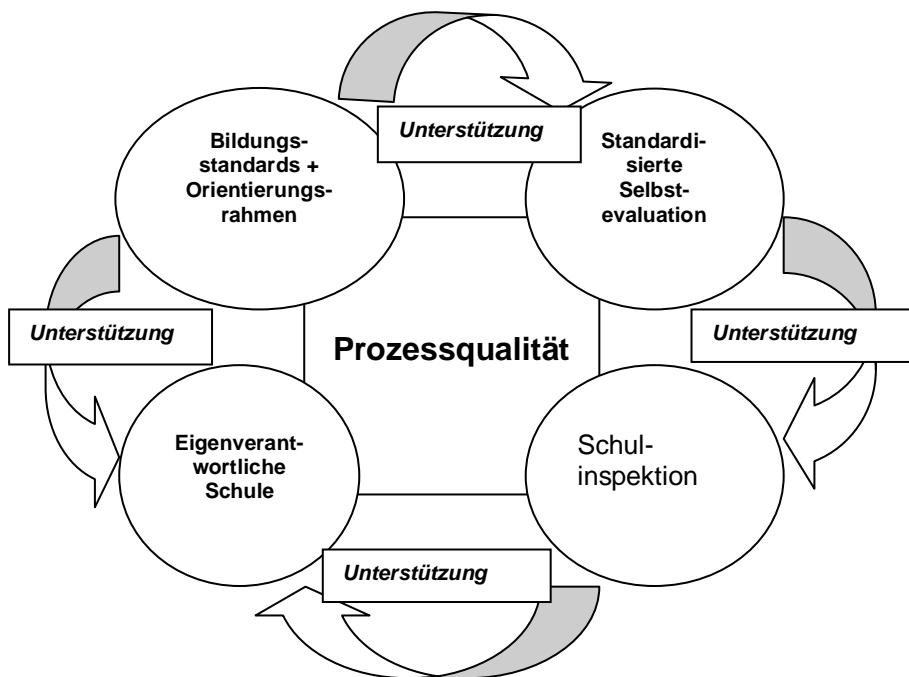 Unterstützung
Bildungs-
standards +
Orientierungs-
rahmen
Standardi-
sierte
Selbst-
evaluation
Unterstützung
Unterstützung
Prozessqualität
Eigenverant-
wortliche
Schule
Schul-
inspektion
Unterstützung